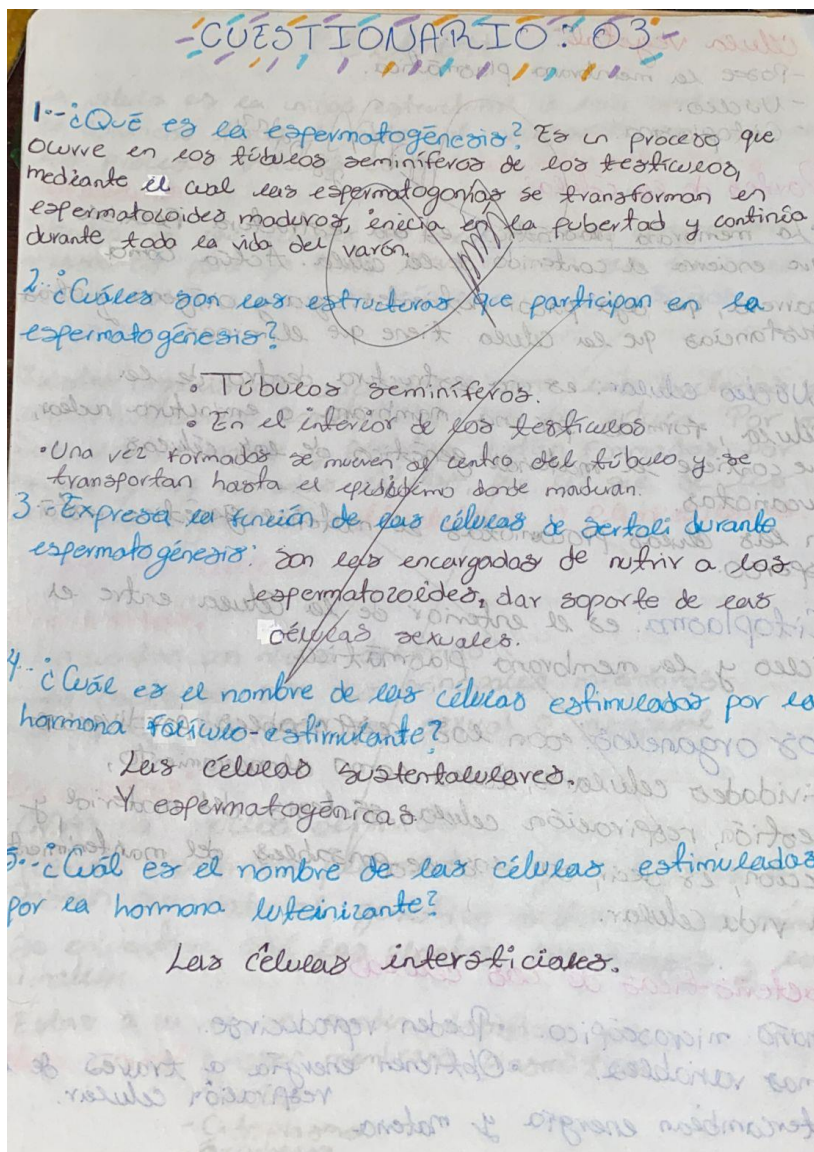 CUESTIONARIO: 03
1.-¿Qué es la espermatogénesis? Es un proceso que
ocurre en los túbulos seminíferos de los testículos,
mediante el cual las espermatogonias se transforman en
espermatozoides maduros, inicia en la pubertad y continúa
durante toda la vida del varón.
2.-¿Cuáles son las estructuras que participan en la
espermatogénesis?
• Túbulos seminíferos.
• En el interior de los testículos
• Una vez formados se mueven al centro del túbulo y se
transportan hasta el epidídimo donde maduran.
3.-Expresa la función de las células de sertoli durante
espermatogénesis: Son las encargadas de nutrir a los
espermatozoides, dar soporte de las
células sexuales.
4.-¿Cuál es el nombre de las células estimuladas por la
hormona folículo-estimulante?
Las células sustentaculares.
Y espermatogénicas.
5.-¿Cuál es el nombre de las células estimuladas
por la hormona luteinizante?
Las células intersticiales.